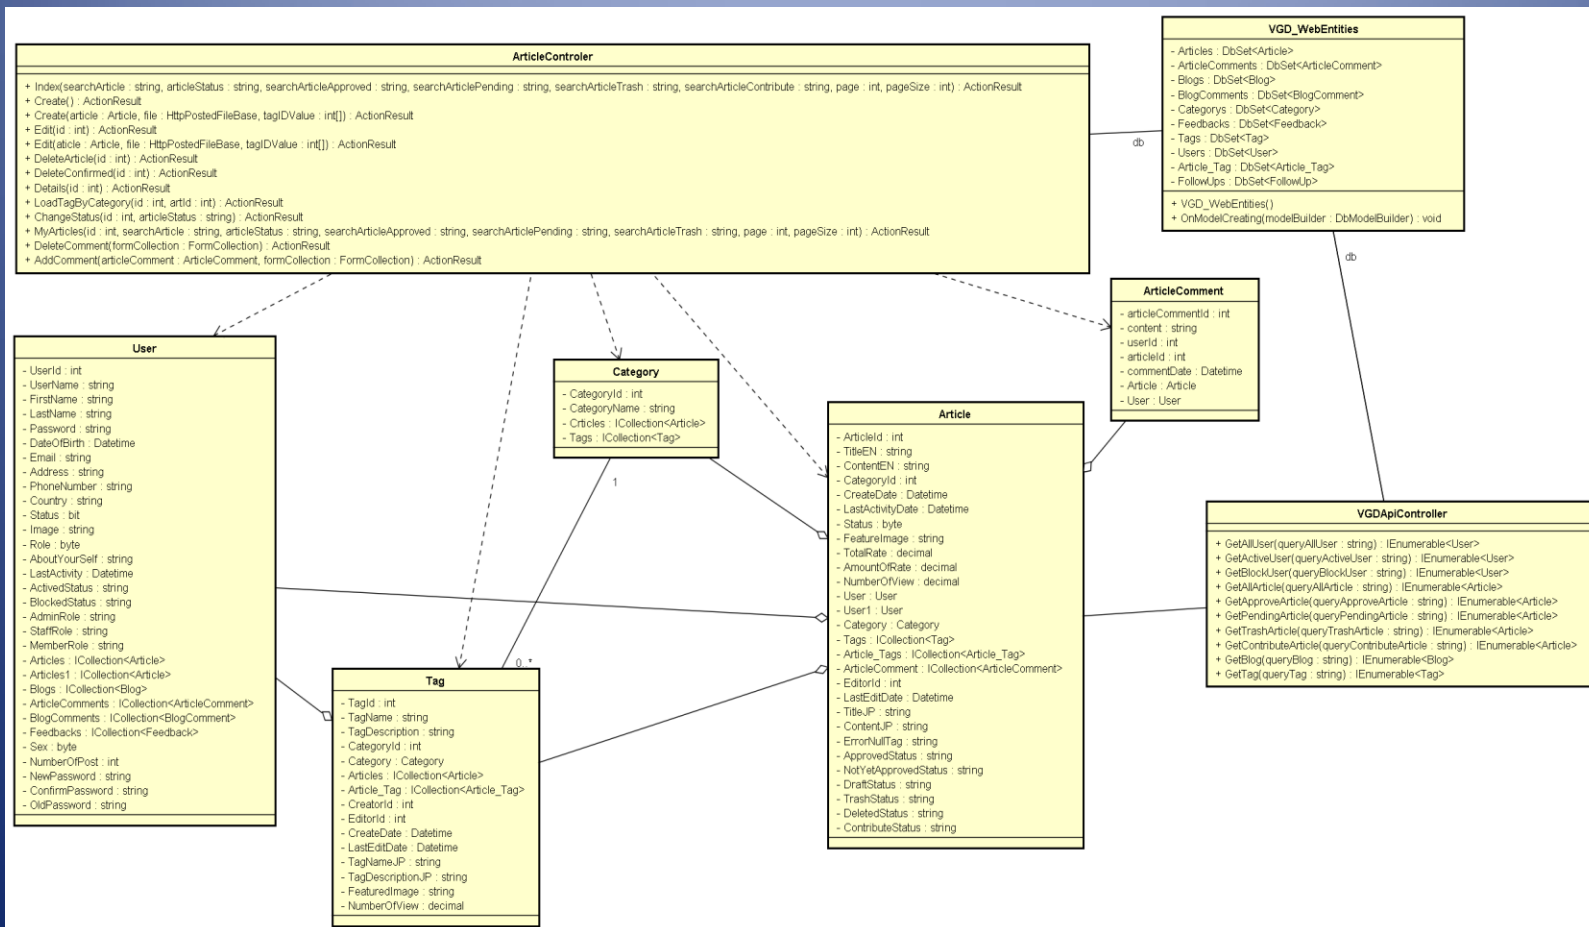 ArticleControler
+ Index(searchArticle : string, articleStatus : string, searchArticleApproved : string, searchArticlePending : string, searchArticleTrash : string, searchArticleContribute : string, page : int, pageSize : int) : ActionResult
+ Create() : ActionResult
+ Create(article : Article, file : HttpPostedFileBase, tagIDValue : int[]) : ActionResult
+ Edit(id : int) : ActionResult
+ Edit(aticle : Article, file : HttpPostedFileBase, tagIDValue : int[]) : ActionResult
+ DeleteArticle(id : int) : ActionResult
+ DeleteConfirmed(id : int) : ActionResult
+ Details(id : int) : ActionResult
+ LoadTagByCategory(id : int, artId : int) : ActionResult
+ ChangeStatus(id : int, articleStatus : string) : ActionResult
+ MyArticles(id : int, searchArticle : string, articleStatus : string, searchArticleApproved : string, searchArticlePending : string, searchArticleTrash : string, page : int, pageSize : int) : ActionResult
+ DeleteComment(formCollection : FormCollection) : ActionResult
+ AddComment(articleComment : ArticleComment, formCollection : FormCollection) : ActionResult
db
VGD_WebEntities
- Articles : DbSet<Article>
- ArticleComments : DbSet<ArticleComment>
- Blogs : DbSet<Blog>
- BlogComments : DbSet<BlogComment>
- Categorys : DbSet<Category>
- Feedbacks : DbSet<Feedback>
- Tags : DbSet<Tag>
- Users : DbSet<User>
- Article_Tag : DbSet<Article_Tag>
- FollowUps : DbSet<FollowUp>
+ VGD_WebEntities()
+ OnModelCreating(modelBuilder : DbModelBuilder) : void
db
ArticleComment
- articleCommentId : int
- content : string
- userId : int
- articleId : int
- commentDate : Datetime
- Article : Article
- User : User
User
- UserId : int
- UserName : string
- FirstName : string
- LastName : string
- Password : string
- DateOfBirth : Datetime
- Email : string
- Address : string
- PhoneNumber : string
- Country : string
- Status : bit
- Image : string
- Role : byte
- AboutYourSelf : string
- LastActivity : Datetime
- ActivedStatus : string
- BlockedStatus : string
- AdminRole : string
- StaffRole : string
- MemberRole : string
- Articles : ICollection<Article>
- Articles1 : ICollection<Article>
- Blogs : ICollection<Blog>
- ArticleComments : ICollection<ArticleComment>
- BlogComments : ICollection<BlogComment>
- Feedbacks : ICollection<Feedback>
- Sex : byte
- NumberOfPost : int
- NewPassword : string
- ConfirmPassword : string
- OldPassword : string
Category
- CategoryId : int
- CategoryName : string
- Crticles : ICollection<Article>
- Tags : ICollection<Tag>
1
0..*
Article
- ArticleId : int
- TitleEN : string
- ContentEN : string
- CategoryId : int
- CreateDate : Datetime
- LastActivityDate : Datetime
- Status : byte
- FeatureImage : string
- TotalRate : decimal
- AmountOfRate : decimal
- NumberOfView : decimal
- User : User
- User1 : User
- Category : Category
- Tags : ICollection<Tag>
- Article_Tags : ICollection<Article_Tag>
- ArticleComment : ICollection<ArticleComment>
- EditorId : int
- LastEditDate : Datetime
- TitleJP : string
- ContentJP : string
- ErrorNullTag : string
- ApprovedStatus : string
- NotYetApprovedStatus : string
- DraftStatus : string
- TrashStatus : string
- DeletedStatus : string
- ContributeStatus : string
VGDApiController
+ GetAllUser(queryAllUser : string) : IEnumerable<User>
+ GetActiveUser(queryActiveUser : string) : IEnumerable<User>
+ GetBlockUser(queryBlockUser : string) : IEnumerable<User>
+ GetAllArticle(queryAllArticle : string) : IEnumerable<Article>
+ GetApproveArticle(queryApproveArticle : string) : IEnumerable<Article>
+ GetPendingArticle(queryPendingArticle : string) : IEnumerable<Article>
+ GetTrashArticle(queryTrashArticle : string) : IEnumerable<Article>
+ GetContributeArticle(queryContributeArticle : string) : IEnumerable<Article>
+ GetBlog(queryBlog : string) : IEnumerable<Blog>
+ GetTag(queryTag : string) : IEnumerable<Tag>
Tag
- TagId : int
- TagName : string
- TagDescription : string
- CategoryId : int
- Category : Category
- Articles : ICollection<Article>
- Article_Tag : ICollection<Article_Tag>
- CreatorId : int
- EditorId : int
- CreateDate : Datetime
- LastEditDate : Datetime
- TagNameJP : string
- TagDescriptionJP : string
- FeaturedImage : string
- NumberOfView : decimal